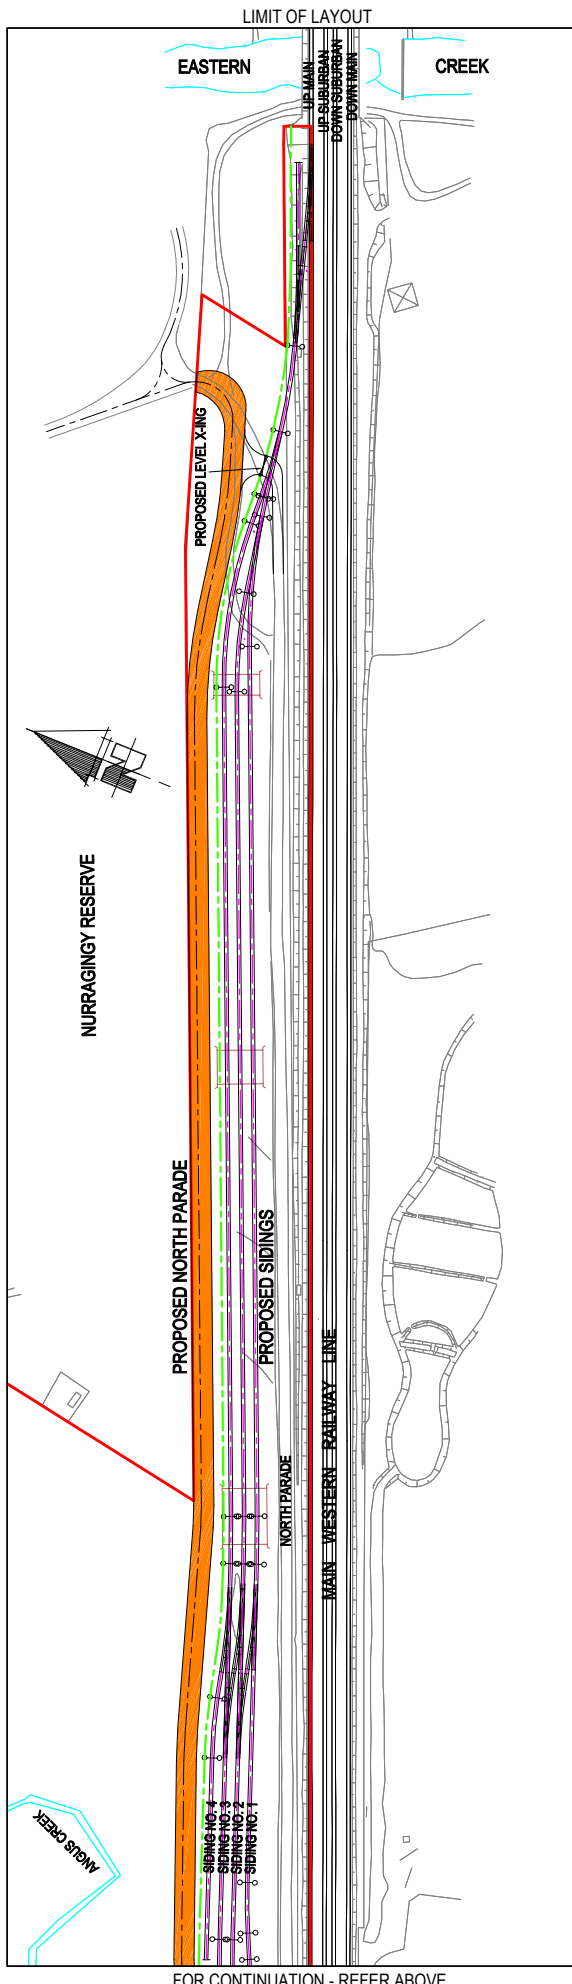 LIMIT OF LAYOUT
EASTERN
CREEK
UP MAIN
UP SUBURBAN
DOWN SUBURBAN
DOWN MAIN
PROPOSED LEVEL X-ING
NURRAGINGY RESERVE
PROPOSED NORTH PARADE
PROPOSED SIDINGS
NORTH PARADE
MAIN WESTERN RAILWAY LINE
SIDING NO. 4
SIDING NO. 3
SIDING NO. 2
SIDING NO. 1
ANGUS CREEK
FOR CONTINUATION - REFER ABOVE